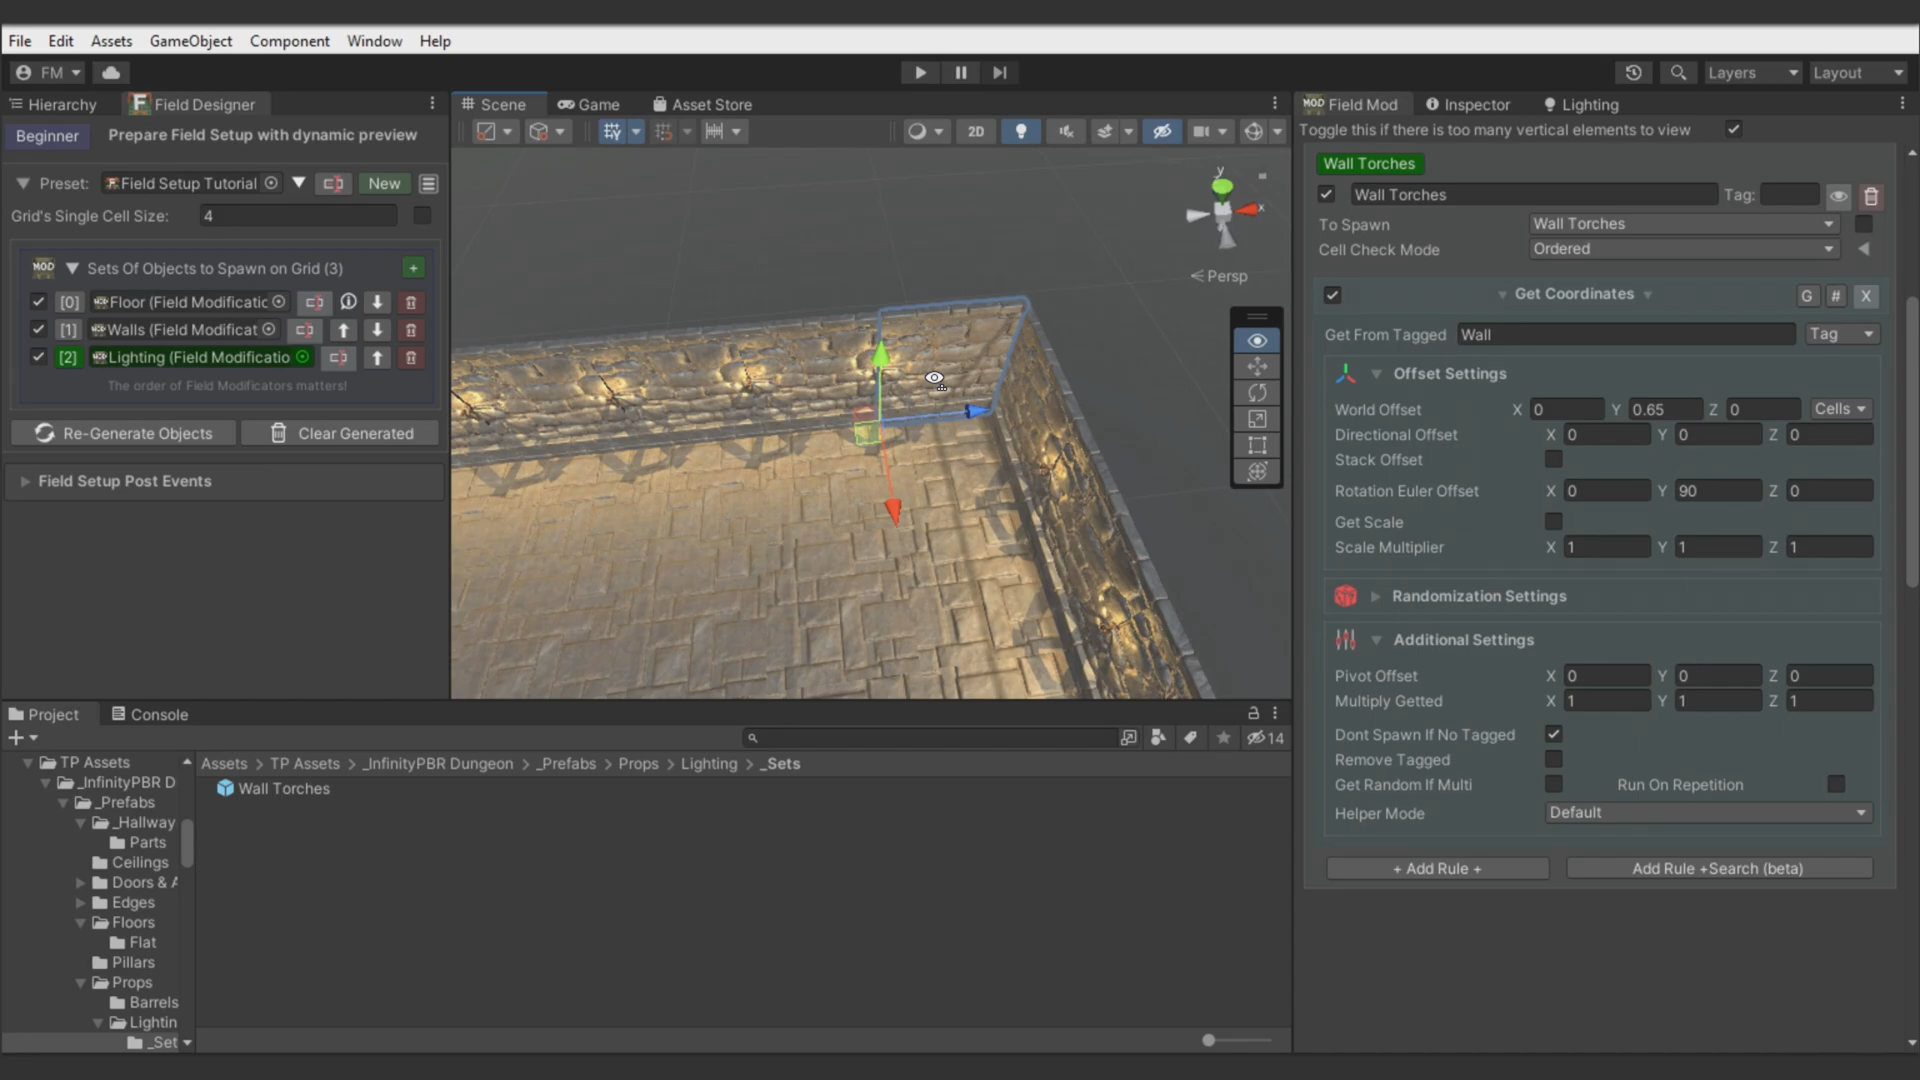 File Edit Assets GameObject Component Window Help
FM
Layers Layout
Hierarchy Field Designer
Beginner Prepare Field Setup with dynamic preview
Preset: Field Setup Tutorial New
Grid's Single Cell Size: 4
MOD Sets Of Objects to Spawn on Grid (3) +
[0] Floor (Field Modificatic
[1] Walls (Field Modificat
[2] Lighting (Field Modificatio
The order of Field Modificators matters!
Re-Generate Objects Clear Generated
Field Setup Post Events
Scene Game Asset Store
2D
y
x
Persp
Project Console
14
TP Assets
_InfinityPBR D
_Prefabs
_Hallway
Parts
Ceilings
Doors & A
Edges
Floors
Flat
Pillars
Props
Barrels
Lightin
_Set
Assets > TP Assets > _InfinityPBR Dungeon > _Prefabs > Props > Lighting > _Sets
Wall Torches
MOD Field Mod Inspector Lighting
Toggle this if there is too many vertical elements to view
Wall Torches
Wall Torches Tag:
To Spawn Wall Torches
Cell Check Mode Ordered
Get Coordinates G # X
Get From Tagged Wall Tag
Offset Settings
World Offset X 0 Y 0.65 Z 0 Cells
Directional Offset X 0 Y 0 Z 0
Stack Offset
Rotation Euler Offset X 0 Y 90 Z 0
Get Scale
Scale Multiplier X 1 Y 1 Z 1
Randomization Settings
Additional Settings
Pivot Offset X 0 Y 0 Z 0
Multiply Getted X 1 Y 1 Z 1
Dont Spawn If No Tagged
Remove Tagged
Get Random If Multi Run On Repetition
Helper Mode Default
+ Add Rule + Add Rule +Search (beta)